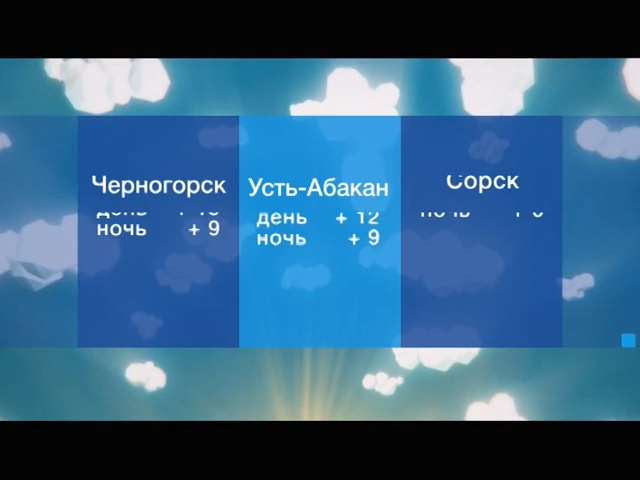 Черногорск
ночь + 9
Усть-Абакан
день + 12
ночь + 9
Сорск